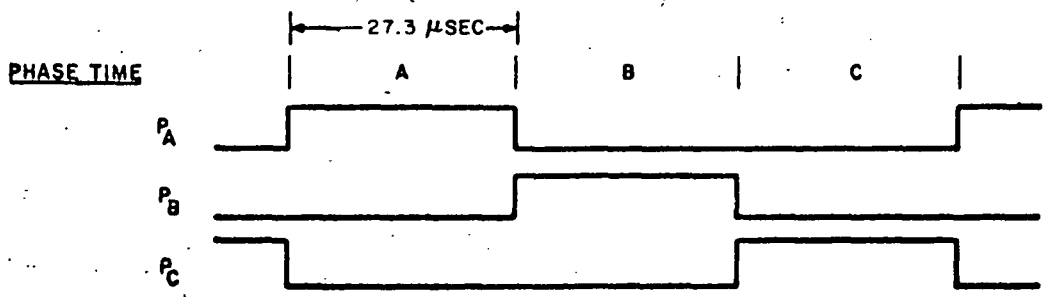 27.3 μSEC
PHASE TIME A B C
PA
PB
PC